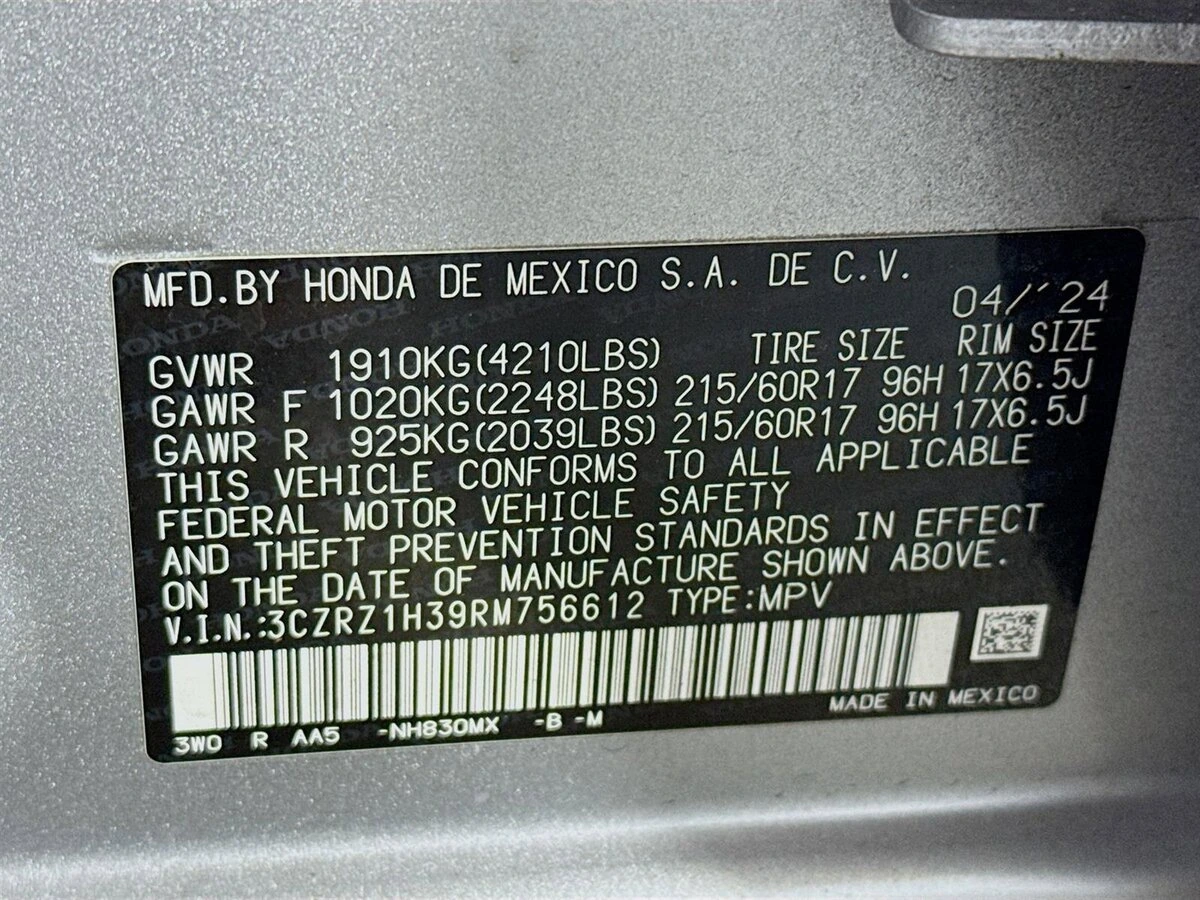 MFD.BY HONDA DE MEXICO S.A. DE C.V.
04/´24
GVWR 1910KG(4210LBS) TIRE SIZE RIM SIZE
GAWR F 1020KG(2248LBS) 215/60R17 96H 17X6.5J
GAWR R 925KG(2039LBS) 215/60R17 96H 17X6.5J
THIS VEHICLE CONFORMS TO ALL APPLICABLE
FEDERAL MOTOR VEHICLE SAFETY
AND THEFT PREVENTION STANDARDS IN EFFECT
ON THE DATE OF MANUFACTURE SHOWN ABOVE.
V.I.N.:3CZRZ1H39RM756612 TYPE:MPV
MADE IN MEXICO
3W0 R AA5 -NH830MX -B -M